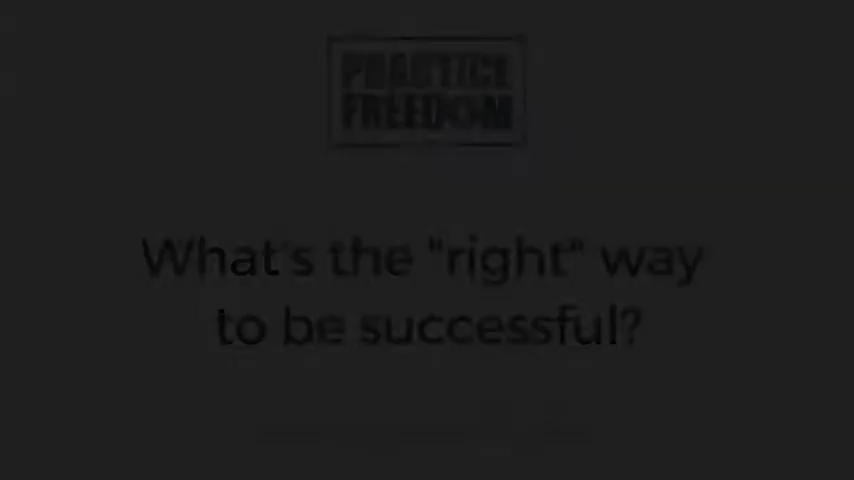 PRACTICE
FREEDOM
What's the "right" way
to be successful?